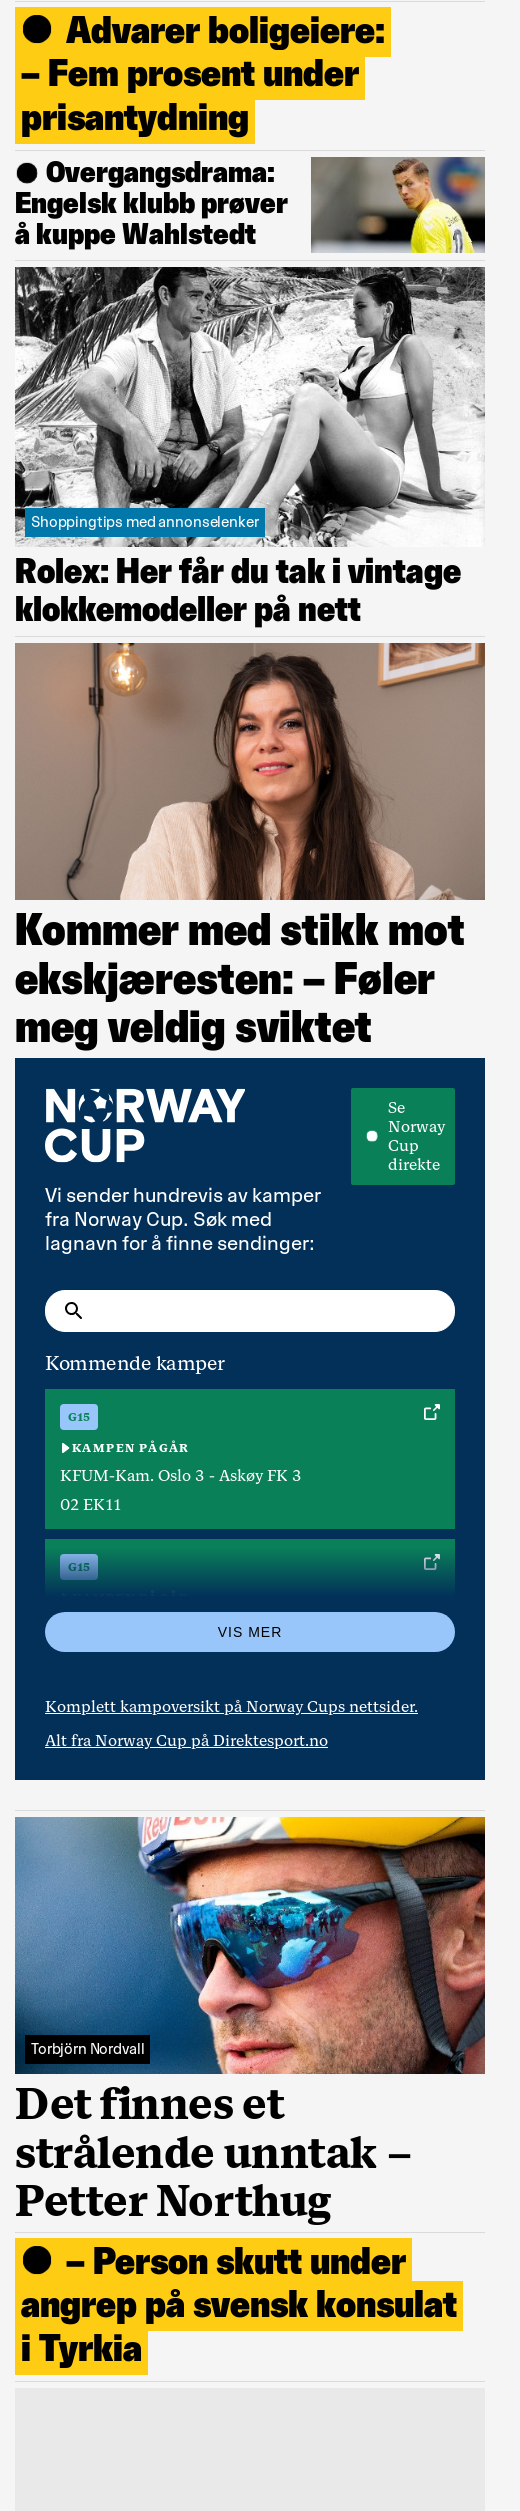 Advarer boligeiere:
– Fem prosent under
prisantydning
Overgangsdrama:
Engelsk klubb prøver
å kuppe Wahlstedt
Shoppingtips med annonselenker
Rolex: Her får du tak i vintage
klokkemodeller på nett
Kommer med stikk mot
ekskjæresten: – Føler
meg veldig sviktet
NORWAY
CUP
Se
Norway
Cup
direkte
Vi sender hundrevis av kamper
fra Norway Cup. Søk med
lagnavn for å finne sendinger:
Kommende kamper
G15
KAMPEN PÅGÅR
KFUM-Kam. Oslo 3 - Askøy FK 3
02 EK11
G15
VIS MER
Komplett kampoversikt på Norway Cups nettsider.
Alt fra Norway Cup på Direktesport.no
Red Bull
Torbjörn Nordvall
Det finnes et
strålende unntak –
Petter Northug
– Person skutt under
angrep på svensk konsulat
i Tyrkia